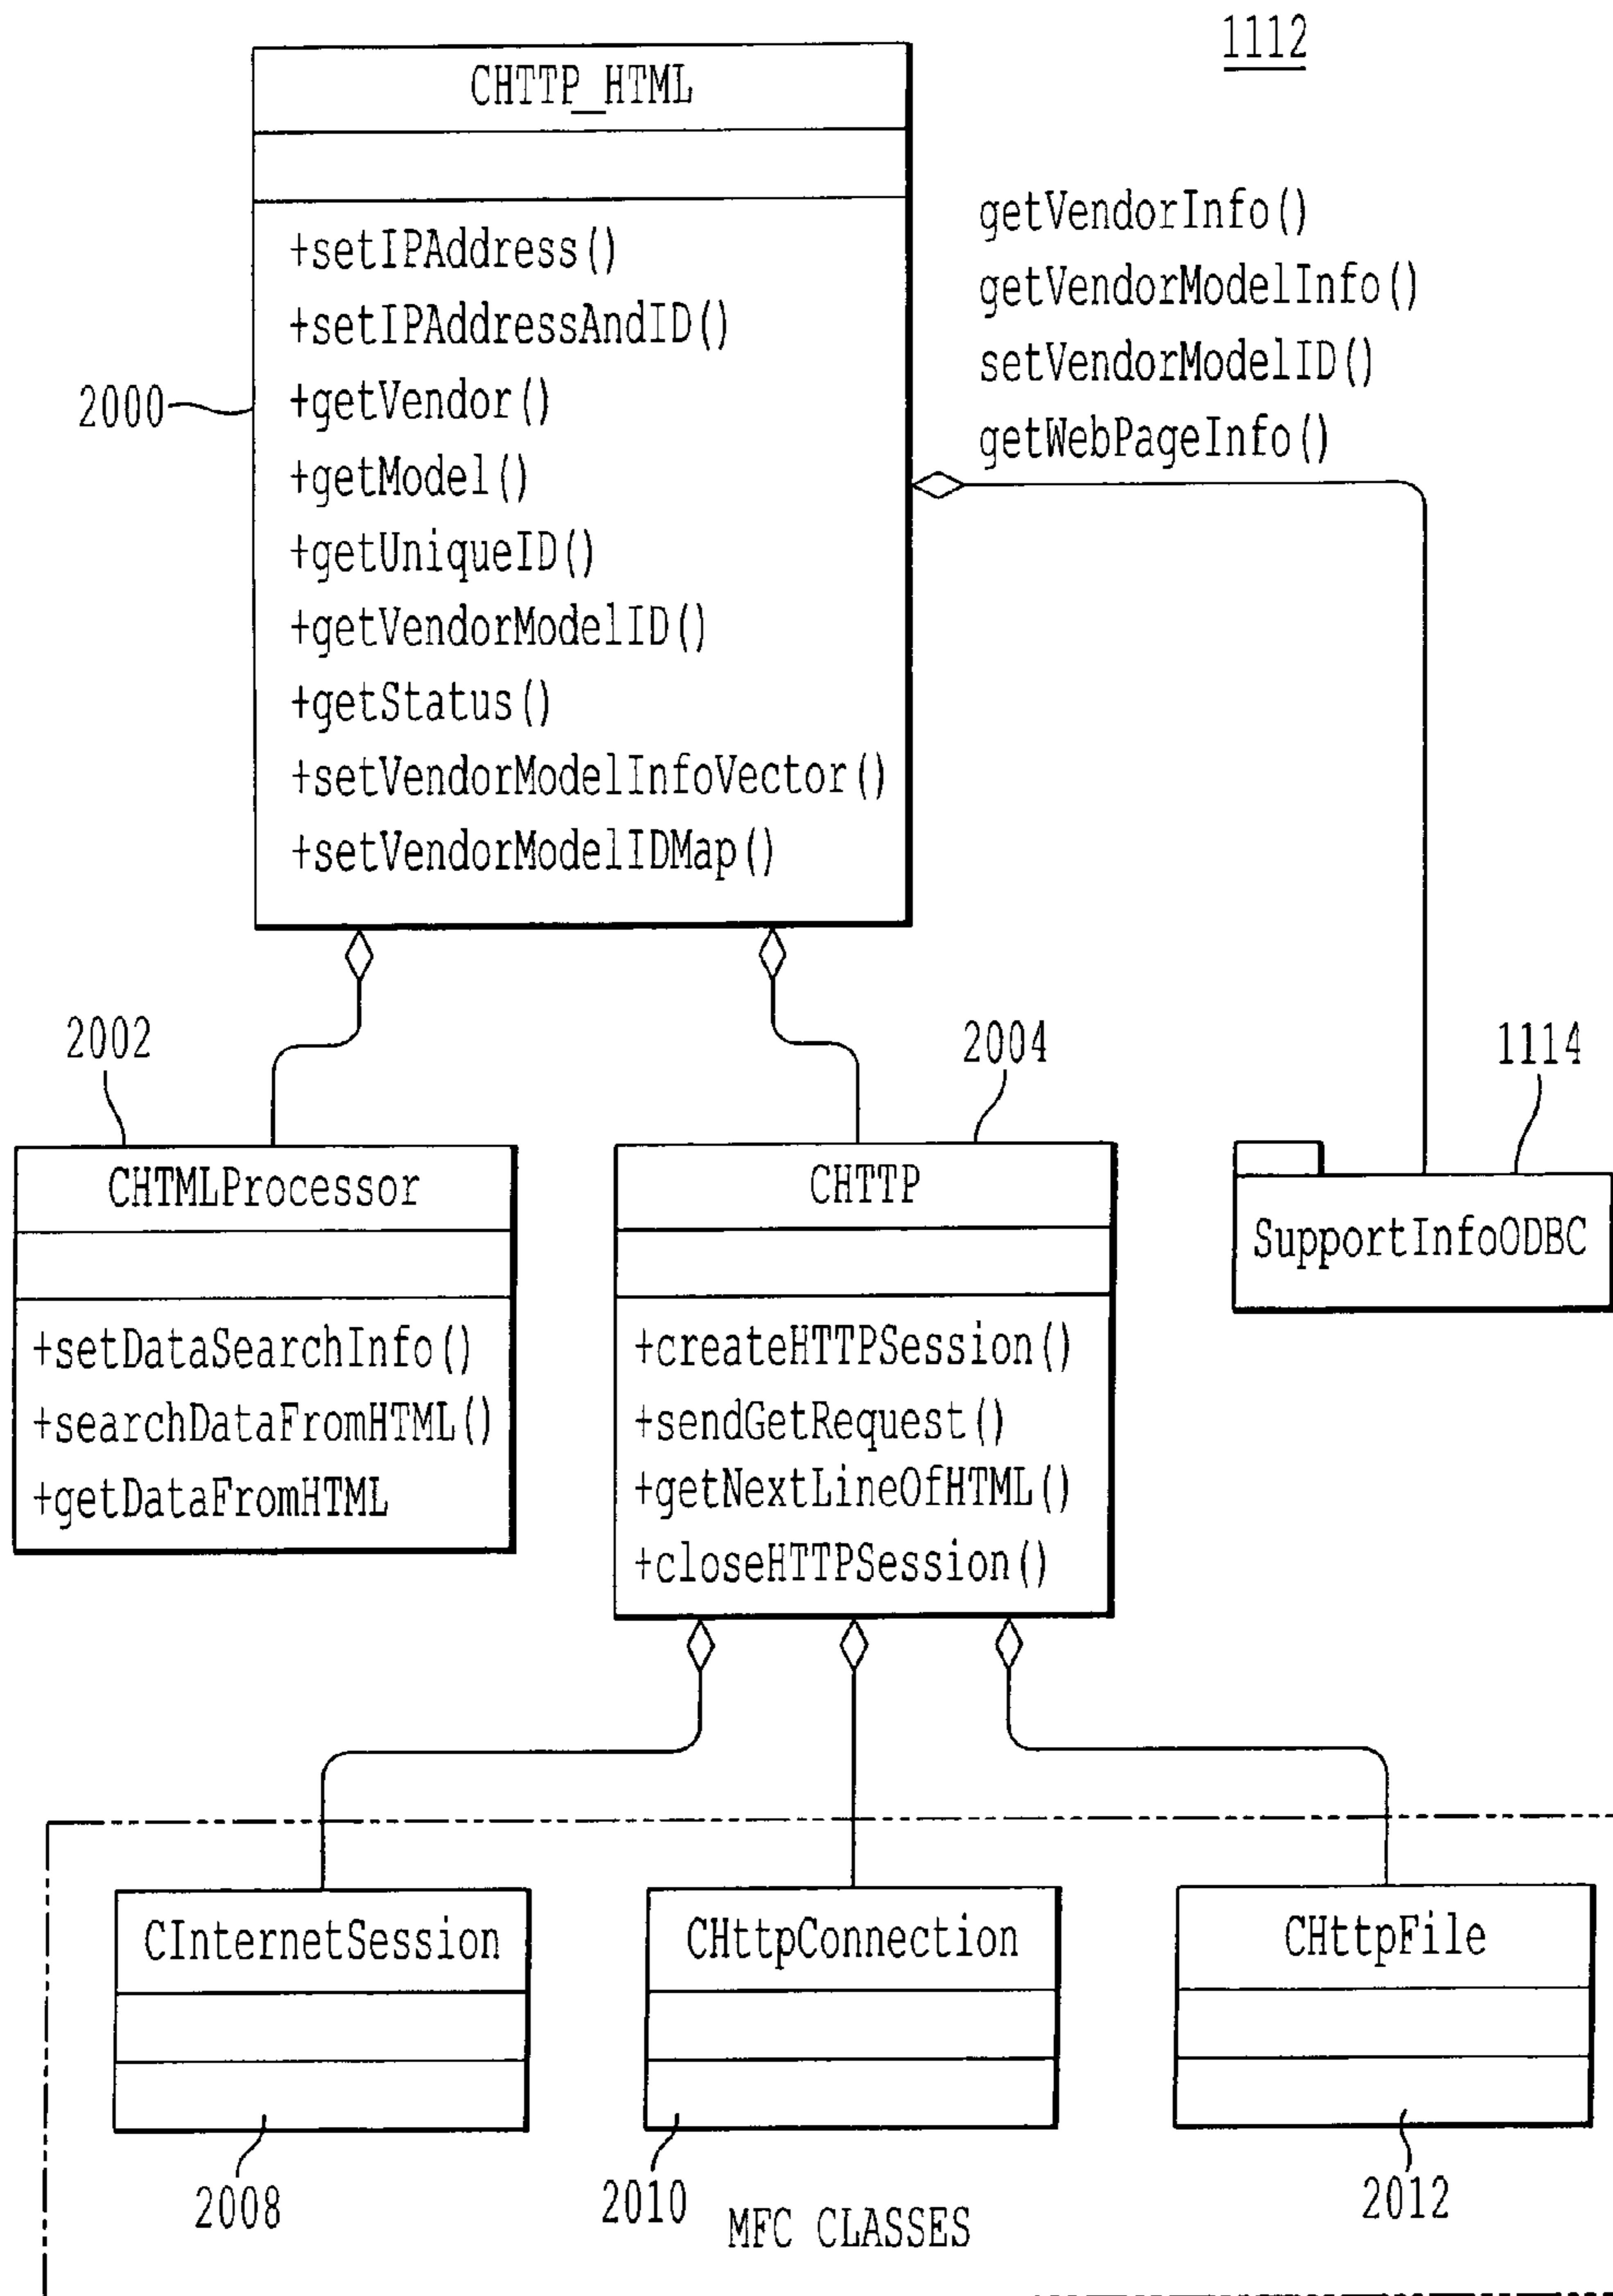 1112
CHTTP_HTML
+setIPAddress()
+setIPAddressAndID()
+getVendor()
+getModel()
+getUniqueID()
+getVendorModelID()
+getStatus()
+setVendorModelInfoVector()
+setVendorModelIDMap()
2000
getVendorInfo()
getVendorModelInfo()
setVendorModelID()
getWebPageInfo()
2002
CHTMLProcessor
+setDataSearchInfo()
+searchDataFromHTML()
+getDataFromHTML
2004
CHTTP
+createHTTPSession()
+sendGetRequest()
+getNextLineOfHTML()
+closeHTTPSession()
1114
SupportInfoODBC
CInternetSession
2008
CHttpConnection
2010
CHttpFile
2012
MFC CLASSES